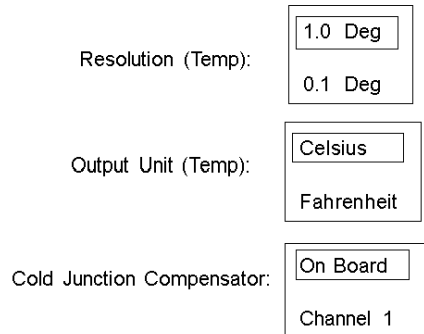 1.0 Deg
Resolution (Temp):
0.1 Deg
Celsius
Output Unit (Temp):
Fahrenheit
On Board
Cold Junction Compensator:
Channel 1